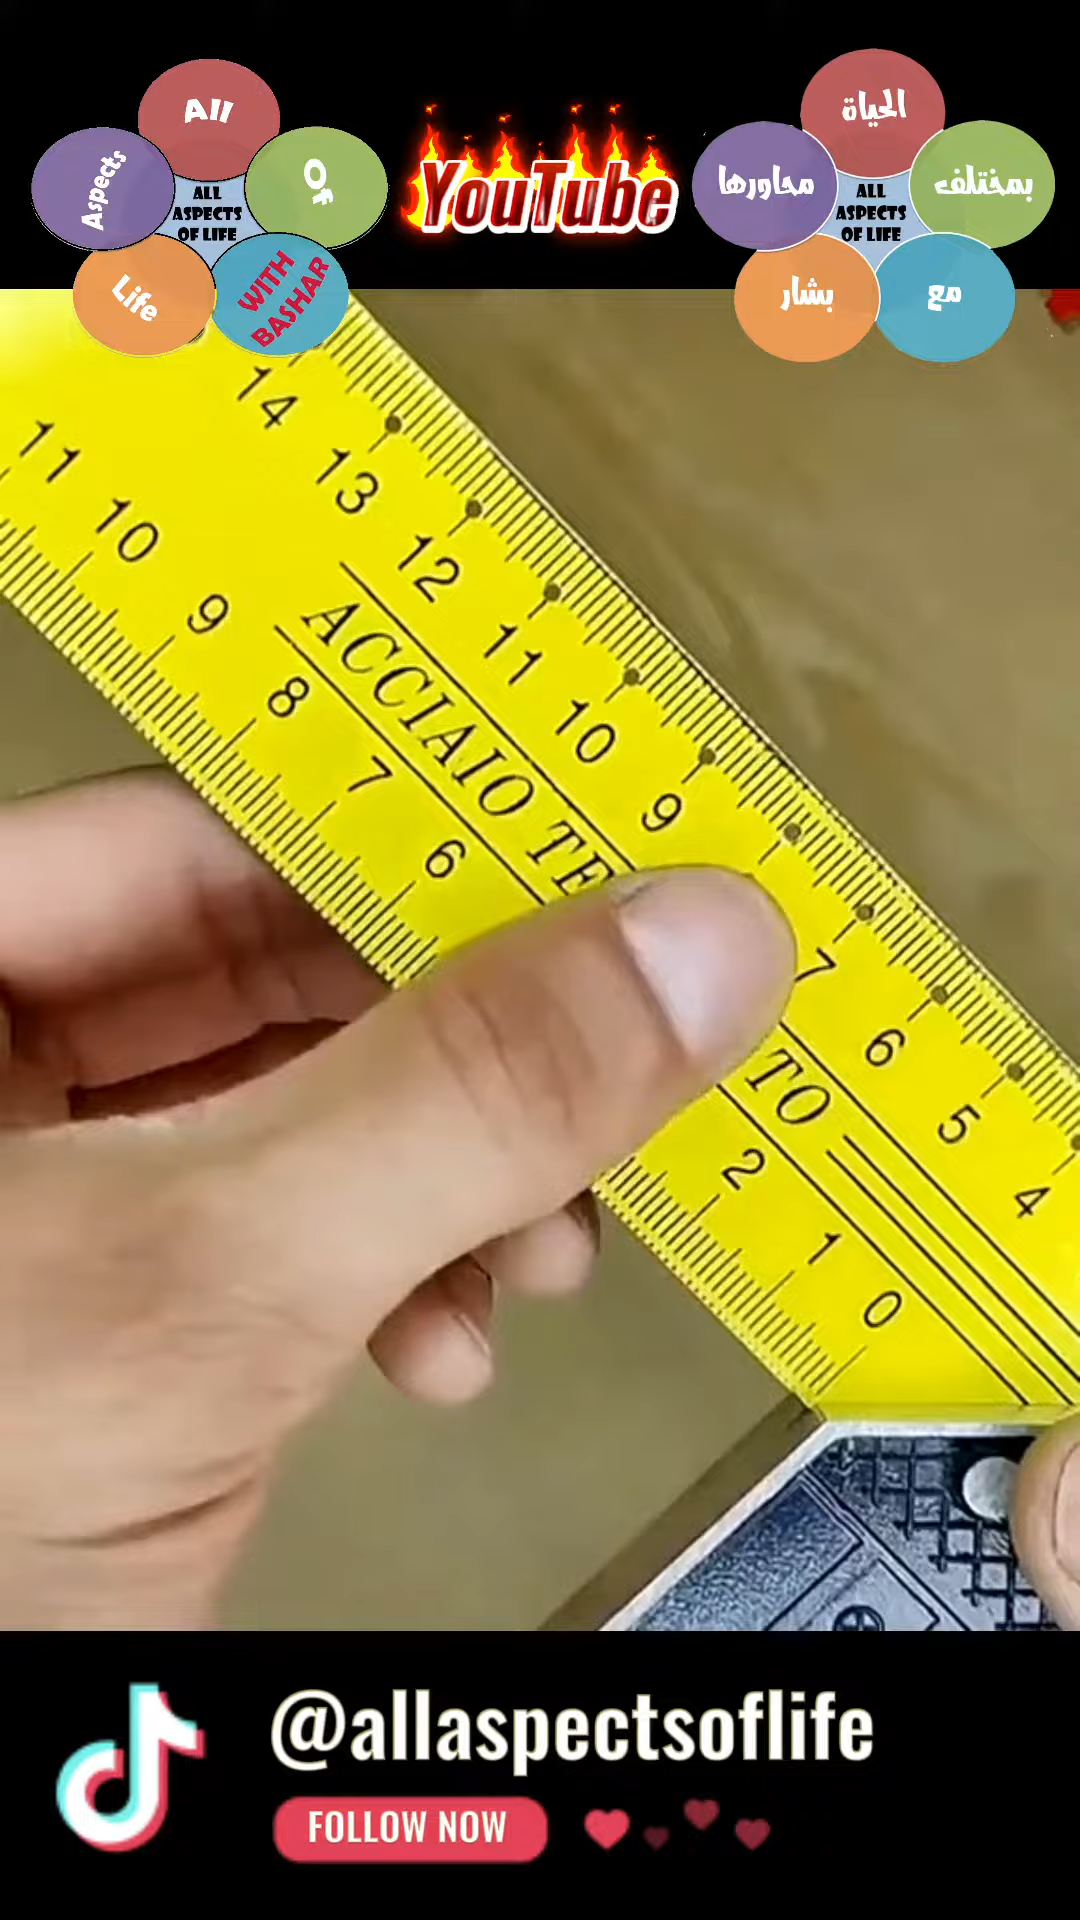 All
Aspects
Of
Life
WITH
BASHAR
ALL
ASPECTS
OF LIFE
YouTube
الحياة
بمختلف
محاورها
مع
بشار
ALL
ASPECTS
OF LIFE
14
13
12
11
10
9
7
6
5
4
ACCIAIO TE
TO
11
10
9
8
7
6
2
1
0
@allaspectsoflife
FOLLOW NOW